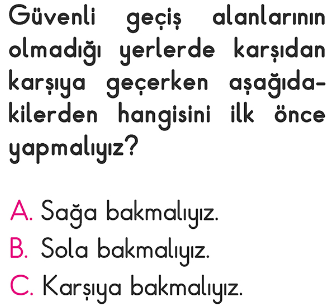 Güvenli geçiş alanlarının
olmadığı yerlerde karşıdan
karşıya geçerken aşağıda-
kilerden hangisini ilk önce
yapmalıyız?
A. Sağa bakmalıyız.
B. Sola bakmalıyız.
C. Karşıya bakmalıyız.